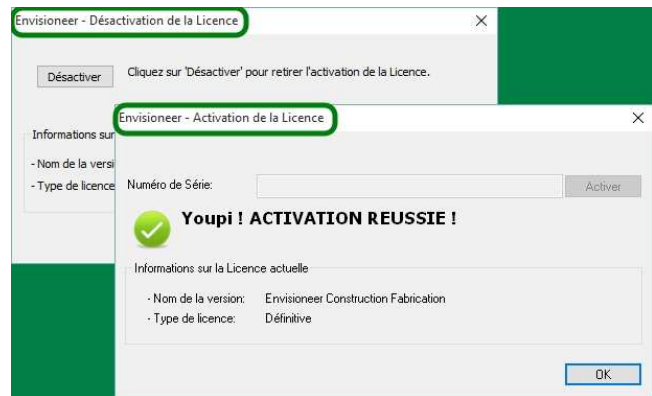 Envisioneer - Désactivation de la Licence
Désactiver
Cliquez sur 'Désactiver' pour retirer l'activation de la Licence.
Informations sur
- Nom de la versi
- Type de licence
Envisioneer - Activation de la Licence
Numéro de Série:
Activer
Youpi ! ACTIVATION REUSSIE !
Informations sur la Licence actuelle
- Nom de la version: Envisioneer Construction Fabrication
- Type de licence: Définitive
OK